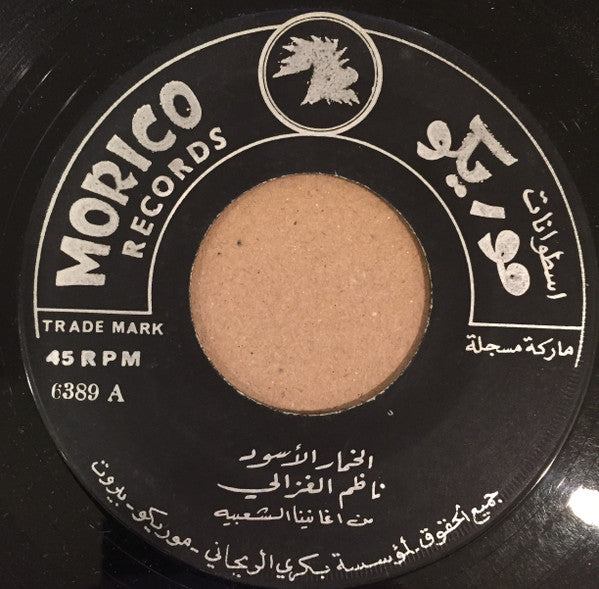 MORICO
RECORDS
موريكو
اسطوانات
TRADE MARK
ماركة مسجلة
45 RPM
6389 A
الخمار الأسود
ناظم الغزالي
من اغانينا الشعبيه
جميع الحقوق لمؤسسة بكري الريجاني - موريكو - بيروت